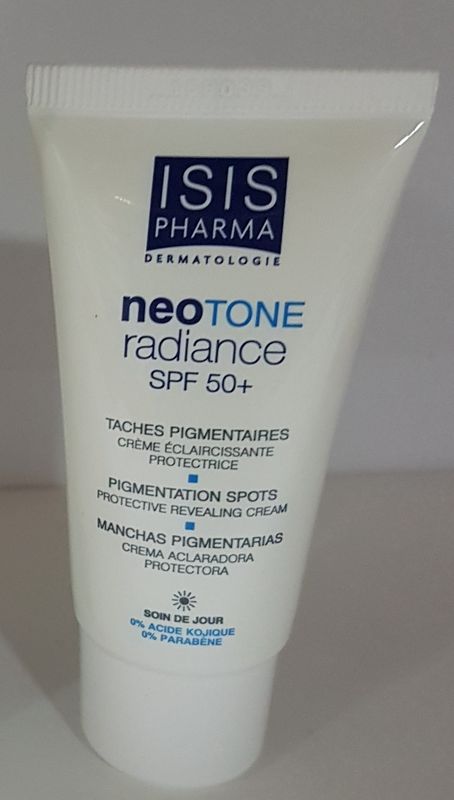 ISIS
PHARMA
DERMATOLOGIE
neoTONE
radiance
SPF 50+
TACHES PIGMENTAIRES
CRÈME ÉCLAIRCISSANTE
PROTECTRICE
PIGMENTATION SPOTS
PROTECTIVE REVEALING CREAM
MANCHAS PIGMENTARIAS
CREMA ACLARADORA
PROTECTORA
SOIN DE JOUR
0% ACIDE KOJIQUE
0% PARABÈNE